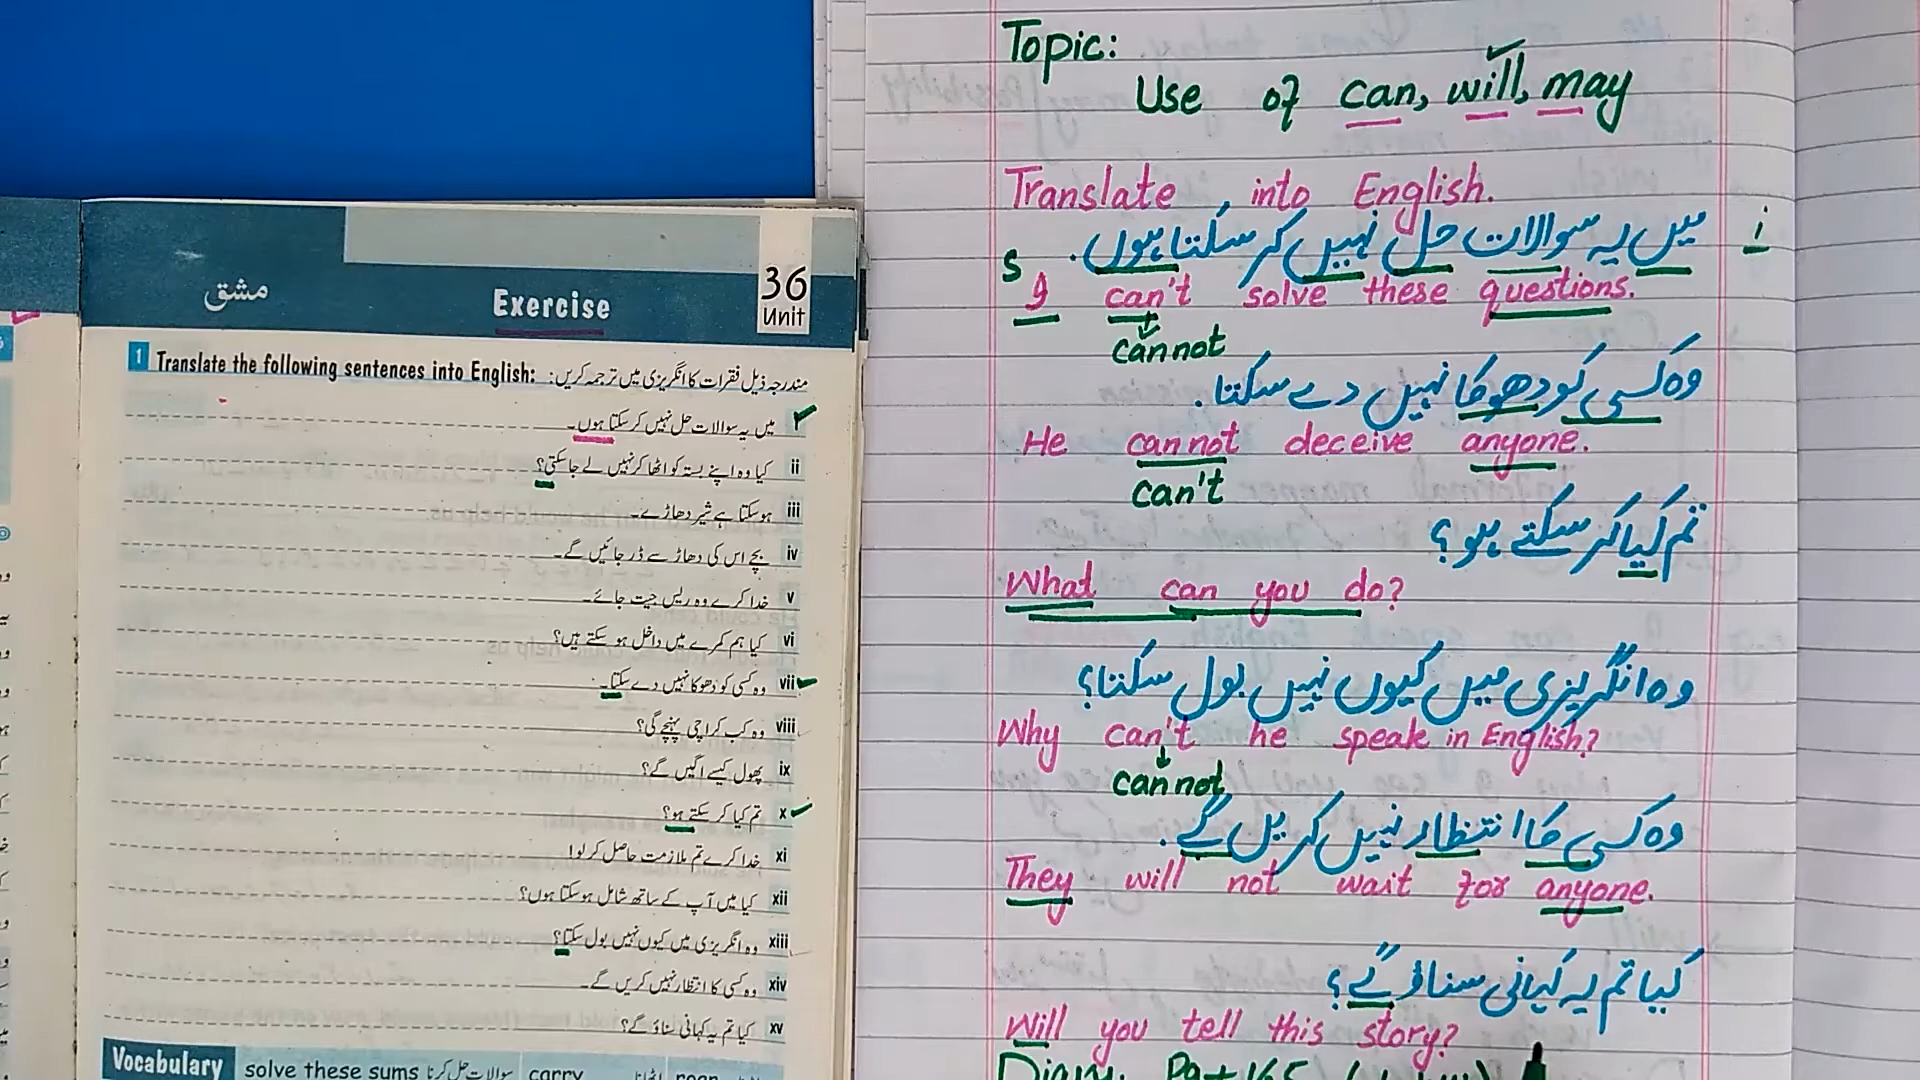 36
Unit
Exercise
مشق
1 Translate the following sentences into English: مندرجہ ذیل فقرات کا انگریزی میں ترجمہ کریں:
میں یہ سوالات حل نہیں کر سکتا ہوں۔
ii کیا وہ اپنے بستہ کو اٹھا کر نہیں لے جا سکتی؟
iii ہو سکتا ہے شیر دھاڑے۔
iv بچے اس کی دھاڑ سے ڈر جائیں گے۔
v خدا کرے وہ ریس جیت جائے۔
vi کیا ہم کمرے میں داخل ہو سکتے ہیں؟
vii وہ کسی کو دھوکا نہیں دے سکتا۔
viii وہ کب کراچی پہنچے گی؟
ix پھول کیسے اگیں گے؟
x تم کیا کر سکتے ہو؟
xi خدا کرے تم ملازمت حاصل کر لو!
xii کیا میں آپ کے ساتھ شامل ہو سکتا ہوں؟
xiii وہ انگریزی میں کیوں نہیں بول سکتا؟
xiv وہ کسی کا انتظار نہیں کریں گے۔
xv کیا تم یہ کہانی سناؤ گے؟
Vocabulary solve these sums سوالات حل کرنا carry اٹھانا roar
Topic:
Use of can, will, may
Translate into English.
i میں یہ سوالات حل نہیں کر سکتا ہوں.
s I can't solve these questions.
cannot
وہ کسی کو دھوکا نہیں دے سکتا.
He cannot deceive anyone.
can't
تم کیا کر سکتے ہو؟
What can you do?
وہ انگریزی میں کیوں نہیں بول سکتا؟
Why can't he speak in English?
cannot
وہ کسی کا انتظار نہیں کریں گے.
They will not wait for anyone.
کیا تم یہ کہانی سناؤ گے؟
Will you tell this story?